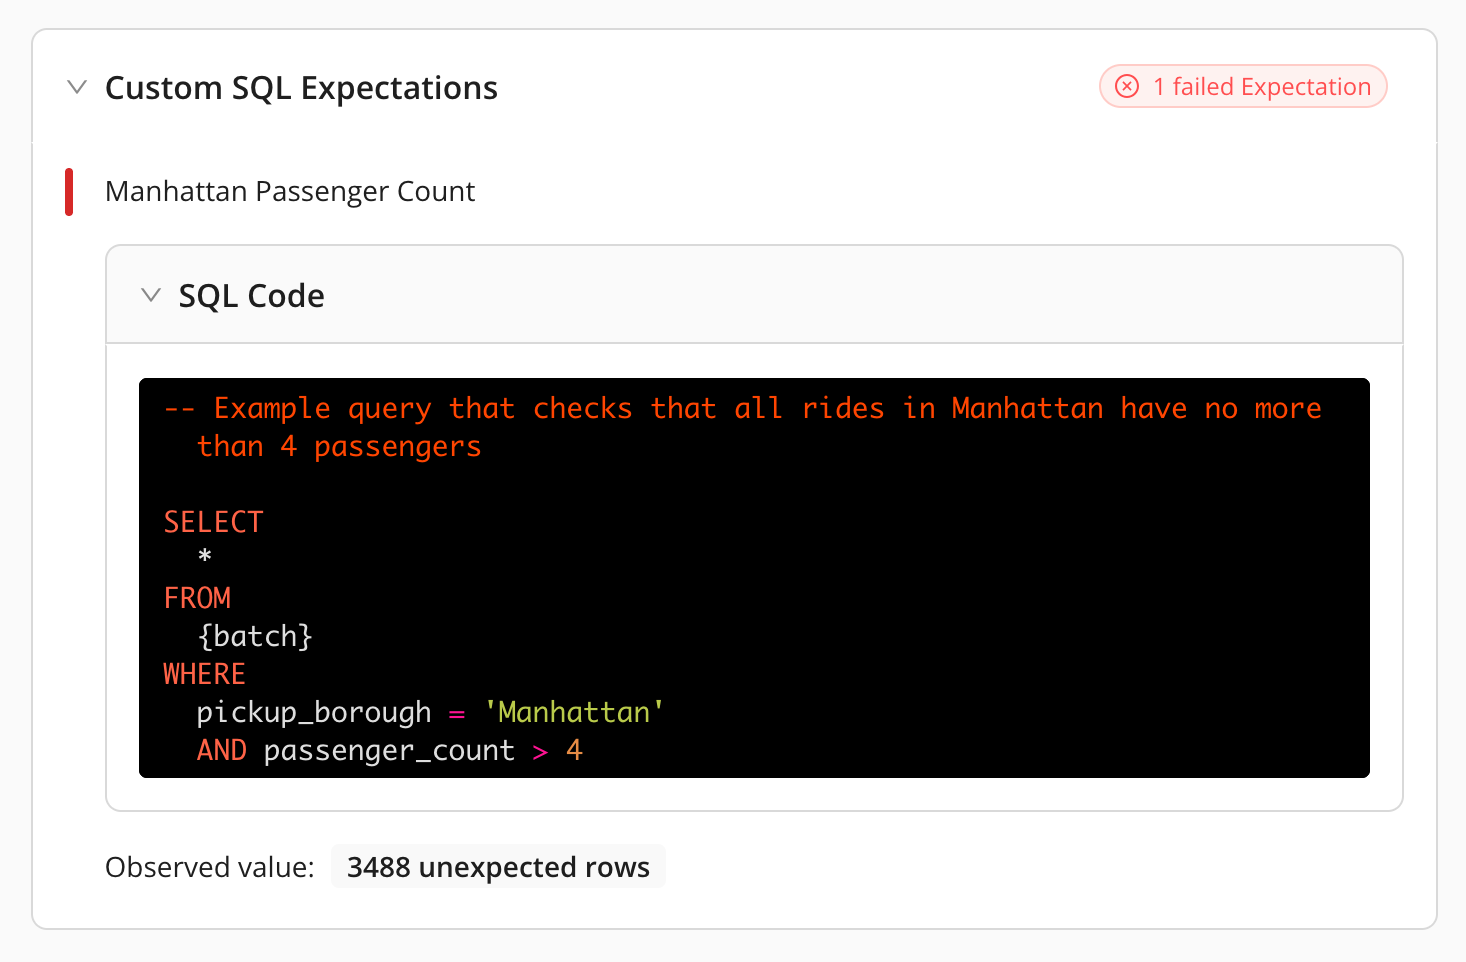 Custom SQL Expectations
1 failed Expectation
Manhattan Passenger Count
SQL Code
-- Example query that checks that all rides in Manhattan have no more
than 4 passengers
SELECT
*
FROM
{batch}
WHERE
pickup_borough = 'Manhattan'
AND passenger_count > 4
Observed value: 3488 unexpected rows